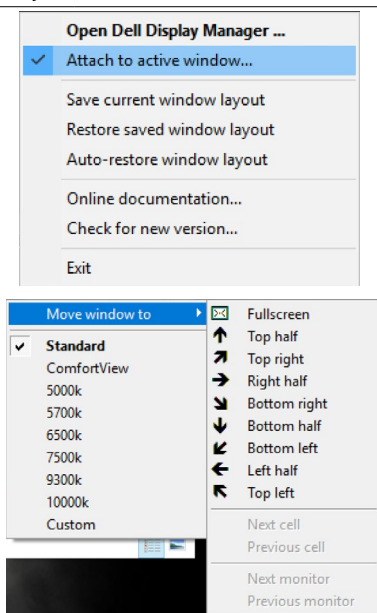 Open Dell Display Manager ...
Attach to active window...
Save current window layout
Restore saved window layout
Auto-restore window layout
Online documentation...
Check for new version...
Exit
Move window to
Standard
ComfortView
5000k
5700k
6500k
7500k
9300k
10000k
Custom
Fullscreen
Top half
Top right
Right half
Bottom right
Bottom half
Bottom left
Left half
Top left
Next cell
Previous cell
Next monitor
Previous monitor